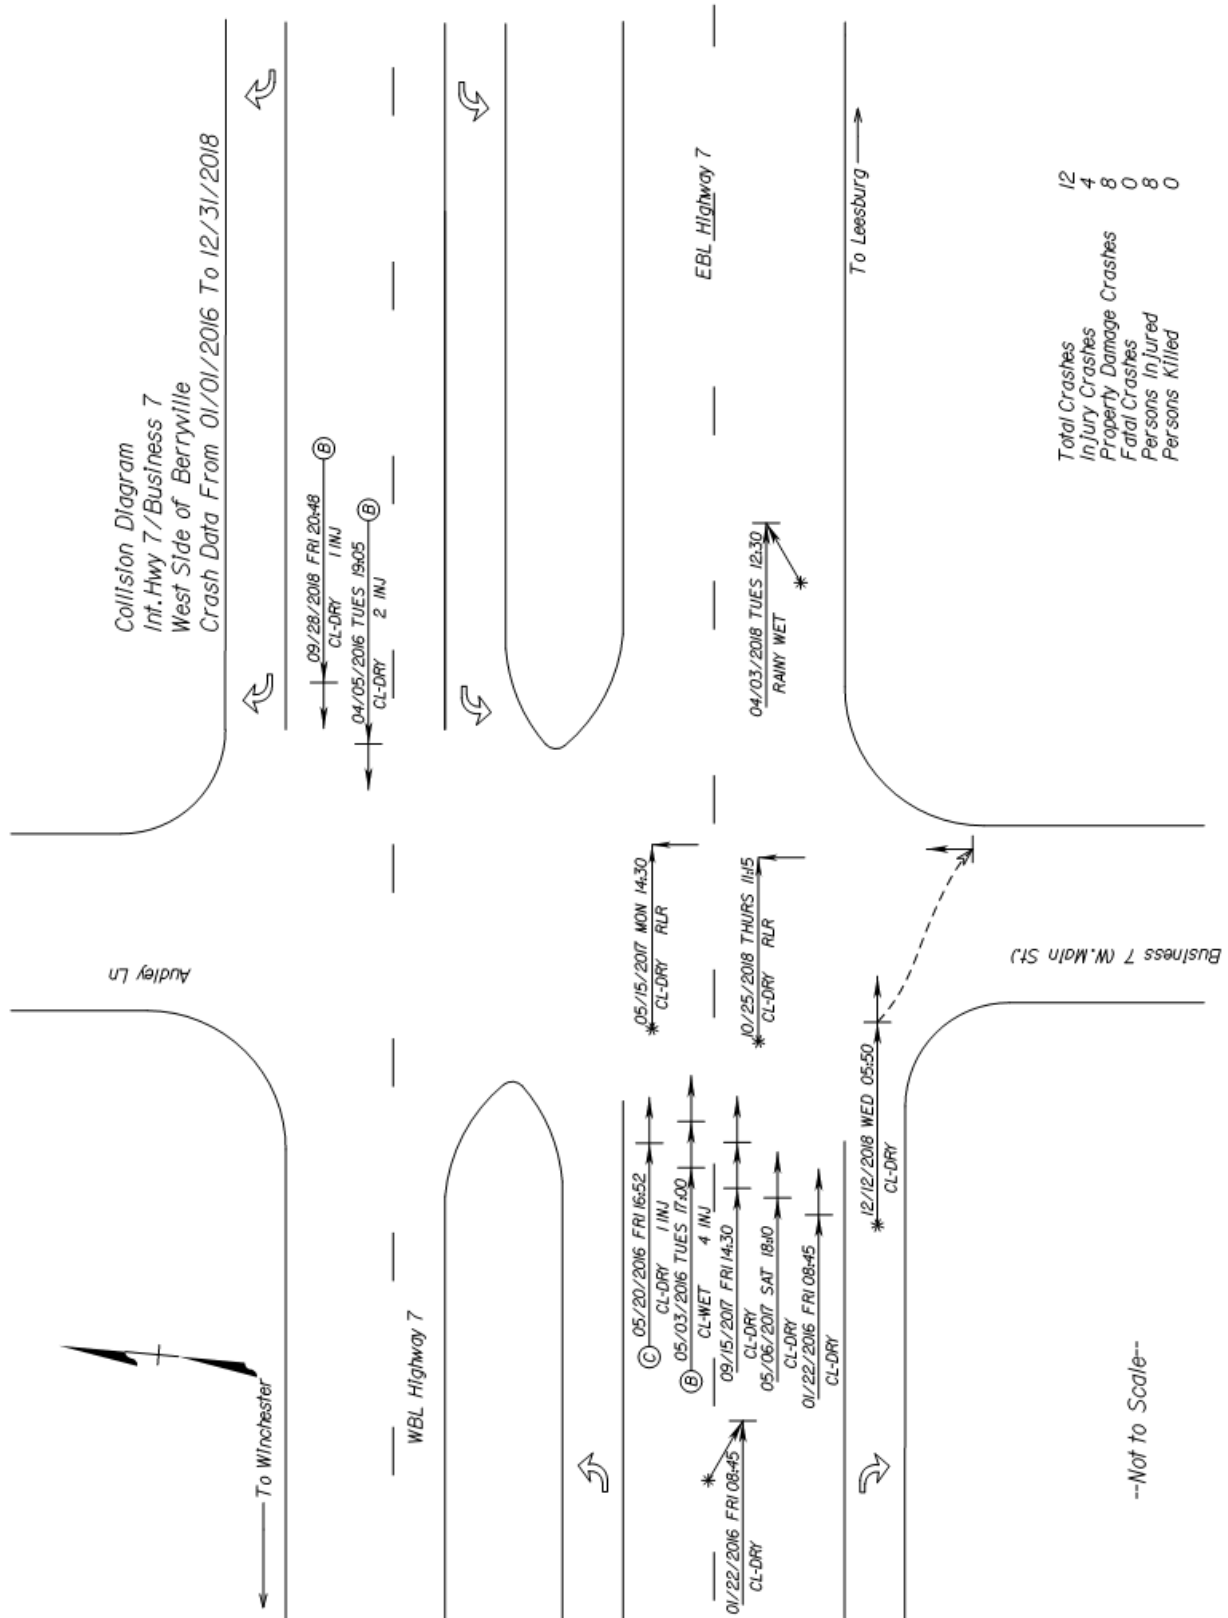 Collision Diagram
Int. Hwy 7/Business 7
West Side of Berryville
Crash Data From 01/01/2016 To 12/31/2018
Audley Ln
09/28/2018 FRI 20:48
CL-DRY 1 INJ
B
04/05/2016 TUES 19:05
CL-DRY 2 INJ
B
To Winchester
WBL Highway 7
EBL Highway 7
05/15/2017 MON 14:30
CL-DRY RLR
10/25/2018 THURS 11:15
CL-DRY RLR
04/03/2018 TUES 12:30
RAINY WET
C
05/20/2016 FRI 16:52
CL-DRY 1 INJ
B
05/03/2016 TUES 17:00
CL-WET 4 INJ
09/15/2017 FRI 14:30
CL-DRY
05/06/2017 SAT 18:10
CL-DRY
01/22/2016 FRI 08:45
CL-DRY
01/22/2016 FRI 08:45
CL-DRY
12/12/2018 WED 05:50
CL-DRY
To Leesburg
Business 7 (W. Main St.)
Total Crashes 12
Injury Crashes 4
Property Damage Crashes 8
Fatal Crashes 0
Persons Injured 8
Persons Killed 0
--Not to Scale--